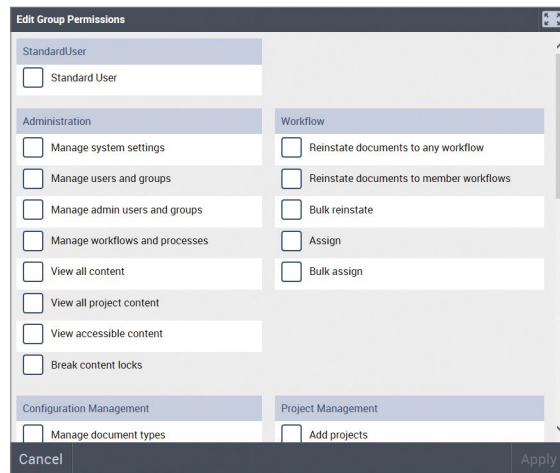 Edit Group Permissions
StandardUser
Standard User
Administration
Manage system settings
Manage users and groups
Manage admin users and groups
Manage workflows and processes
View all content
View all project content
View accessible content
Break content locks
Workflow
Reinstate documents to any workflow
Reinstate documents to member workflows
Bulk reinstate
Assign
Bulk assign
Configuration Management
Manage document types
Project Management
Add projects
Cancel
Apply